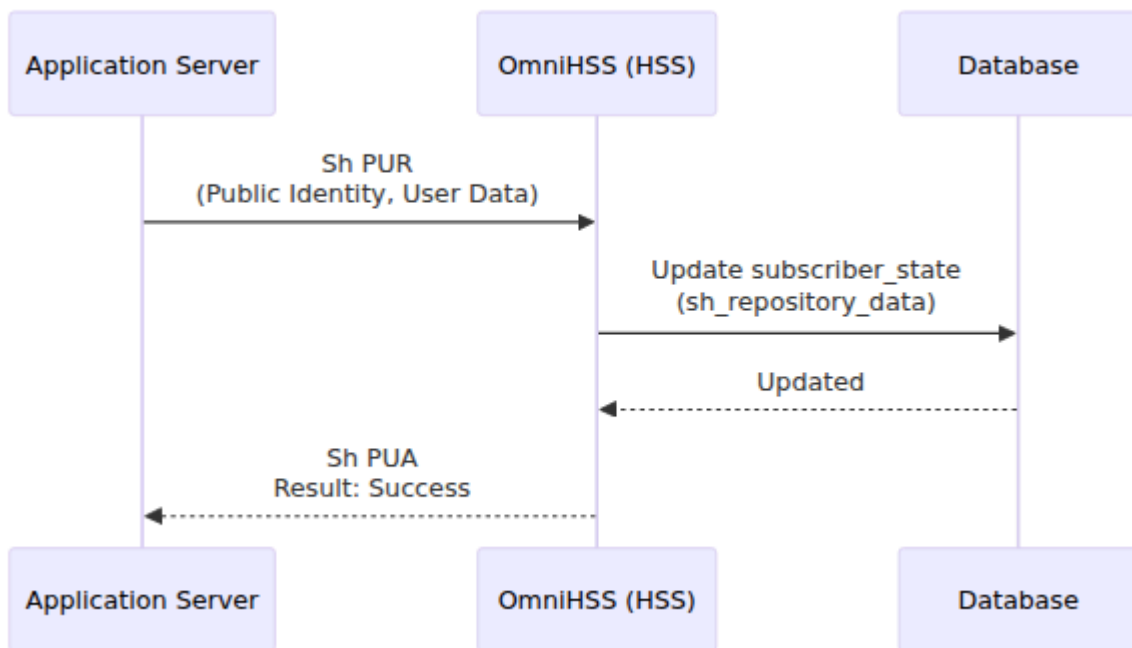 Application Server
OmniHSS (HSS)
Database
Sh PUR
(Public Identity, User Data)
Update subscriber_state
(sh_repository_data)
Updated
Sh PUA
Result: Success
Application Server
OmniHSS (HSS)
Database